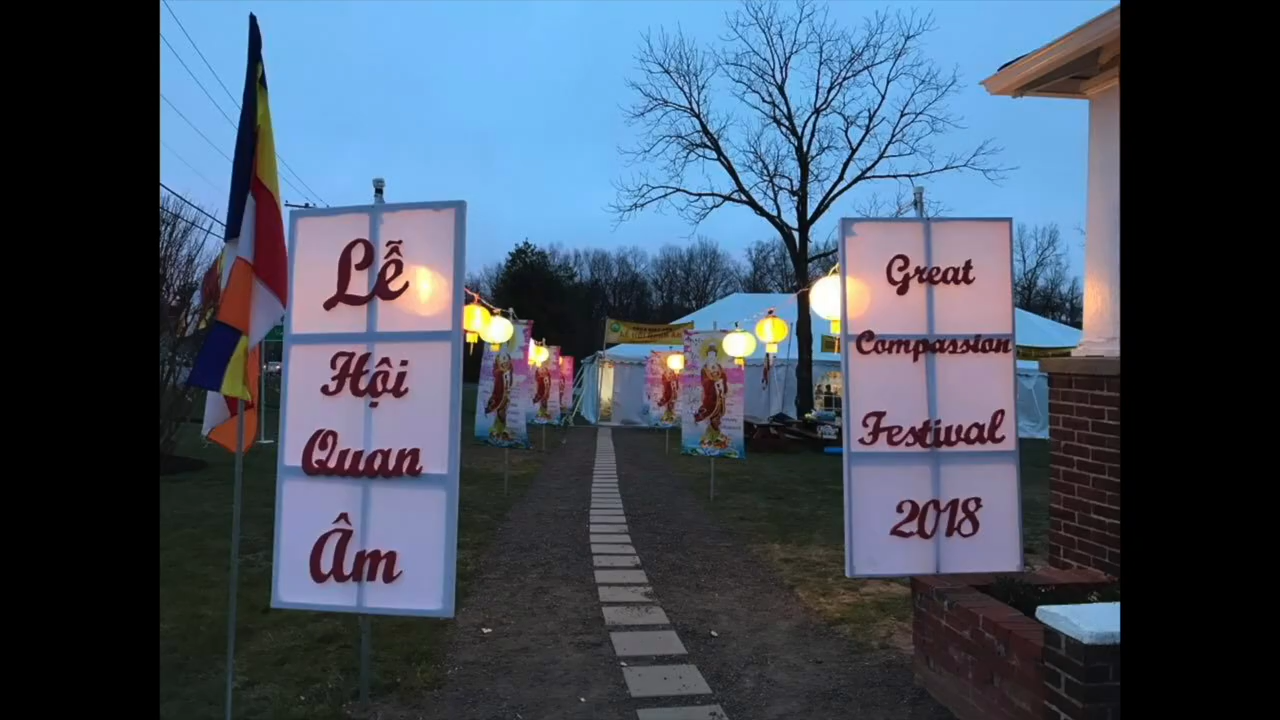 Lễ
Hội
Quan
Âm
Great
Compassion
Festival
2018